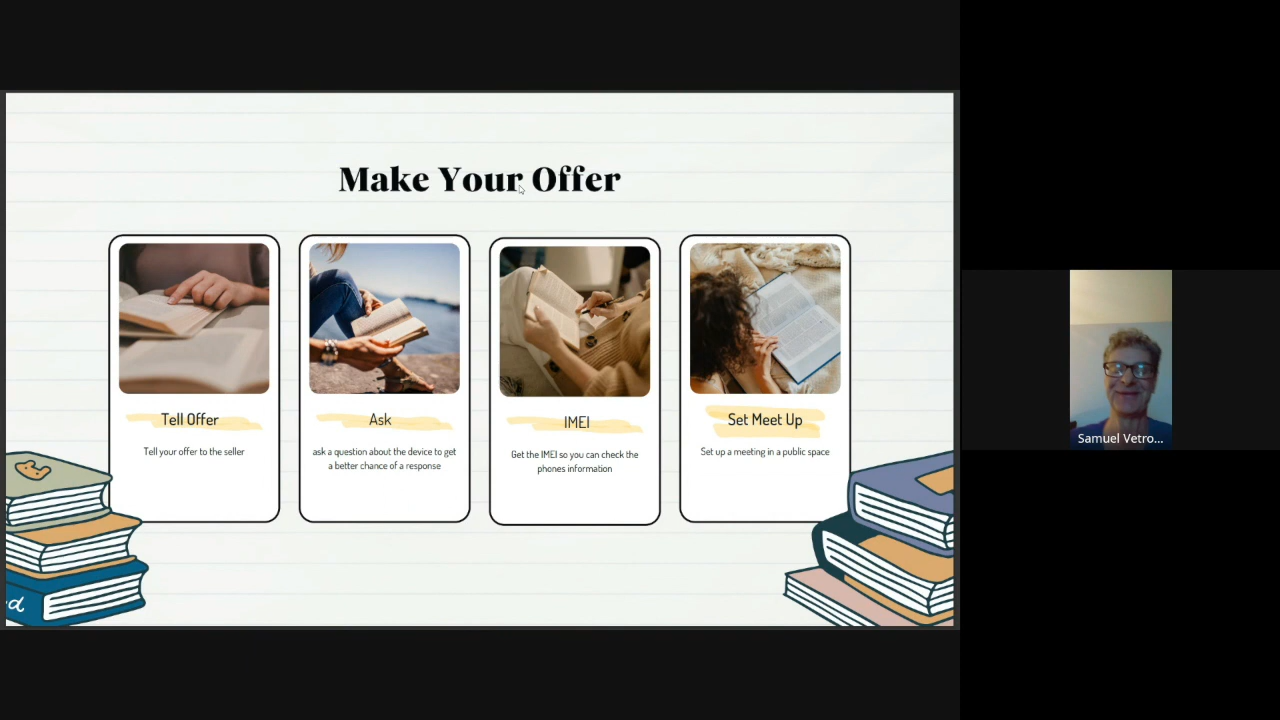 Make Your Offer
Tell Offer
Tell your offer to the seller
Ask
ask a question about the device to get
a better chance of a response
IMEI
Get the IMEI so you can check the
phones information
Set Meet Up
Set up a meeting in a public space
d
Samuel Vetro...